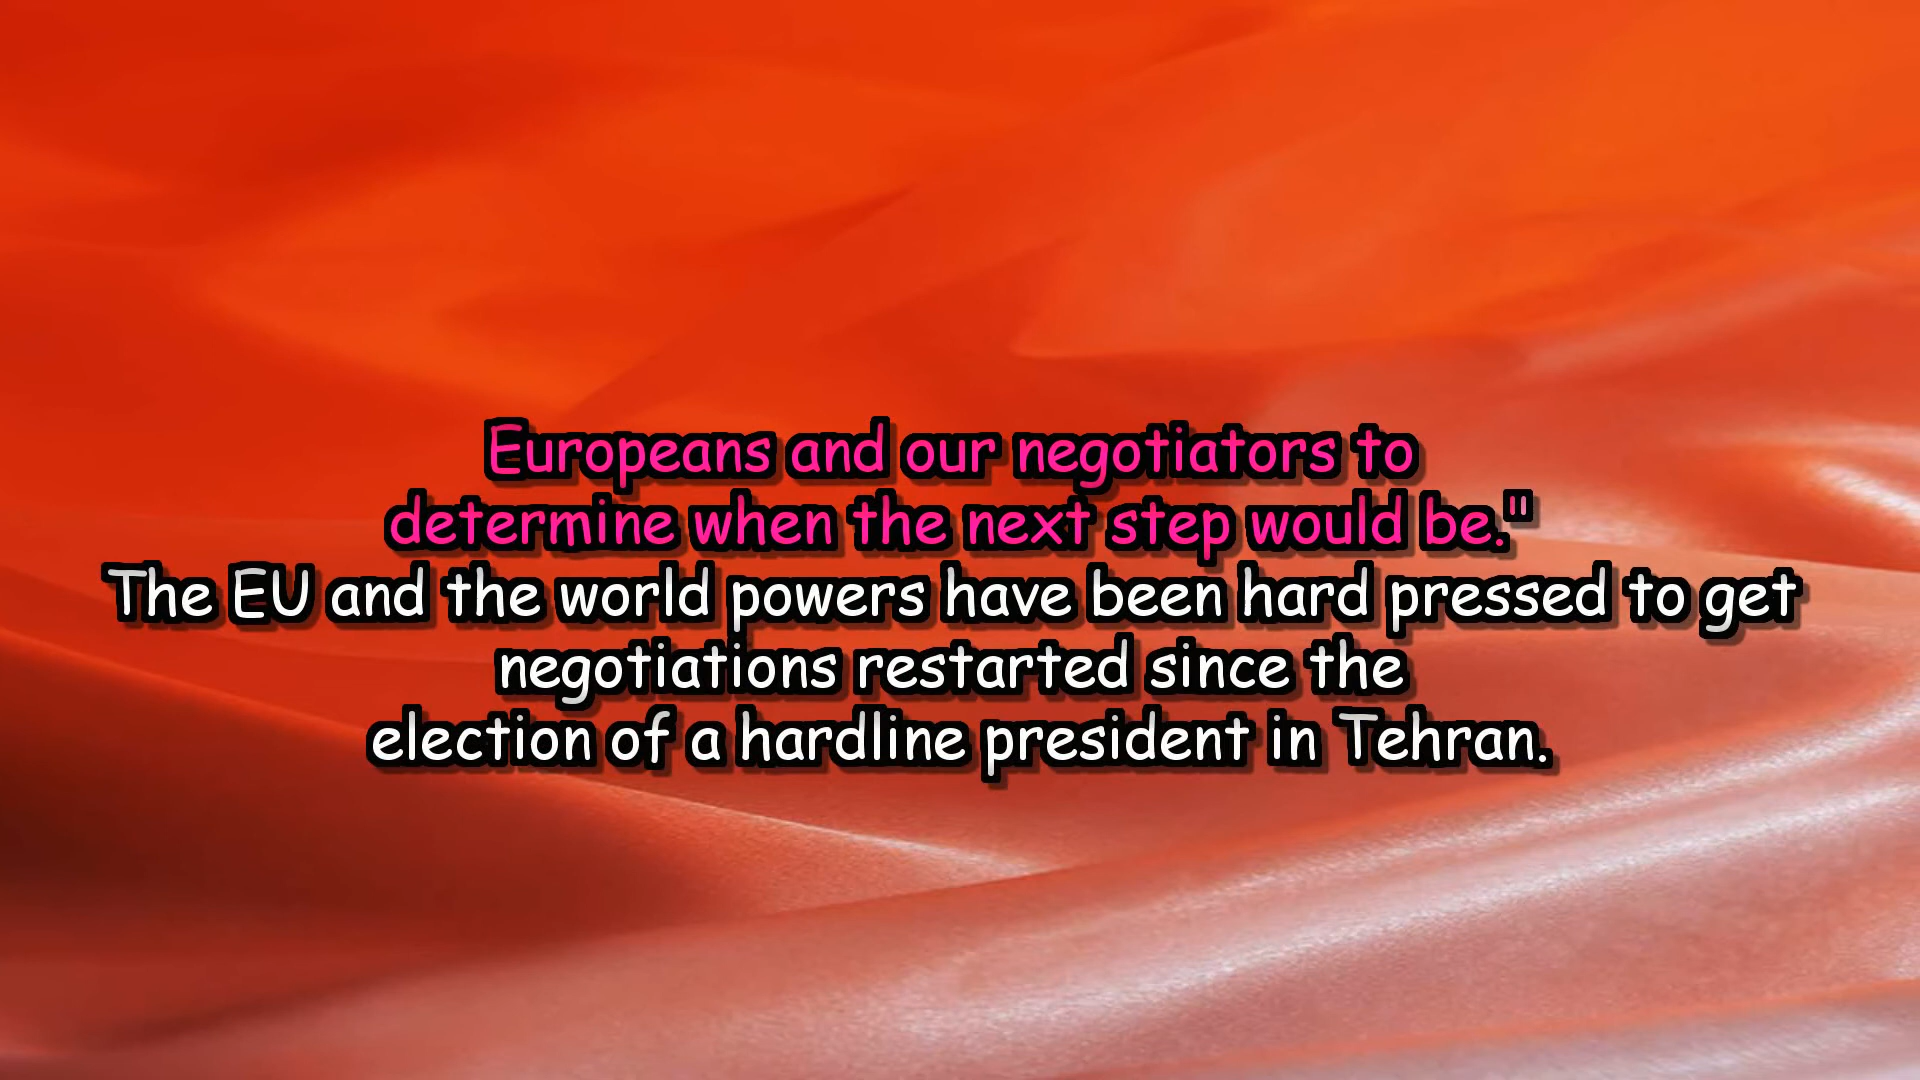 Europeans and our negotiators to
determine when the next step would be."
The EU and the world powers have been hard pressed to get
negotiations restarted since the
election of a hardline president in Tehran.